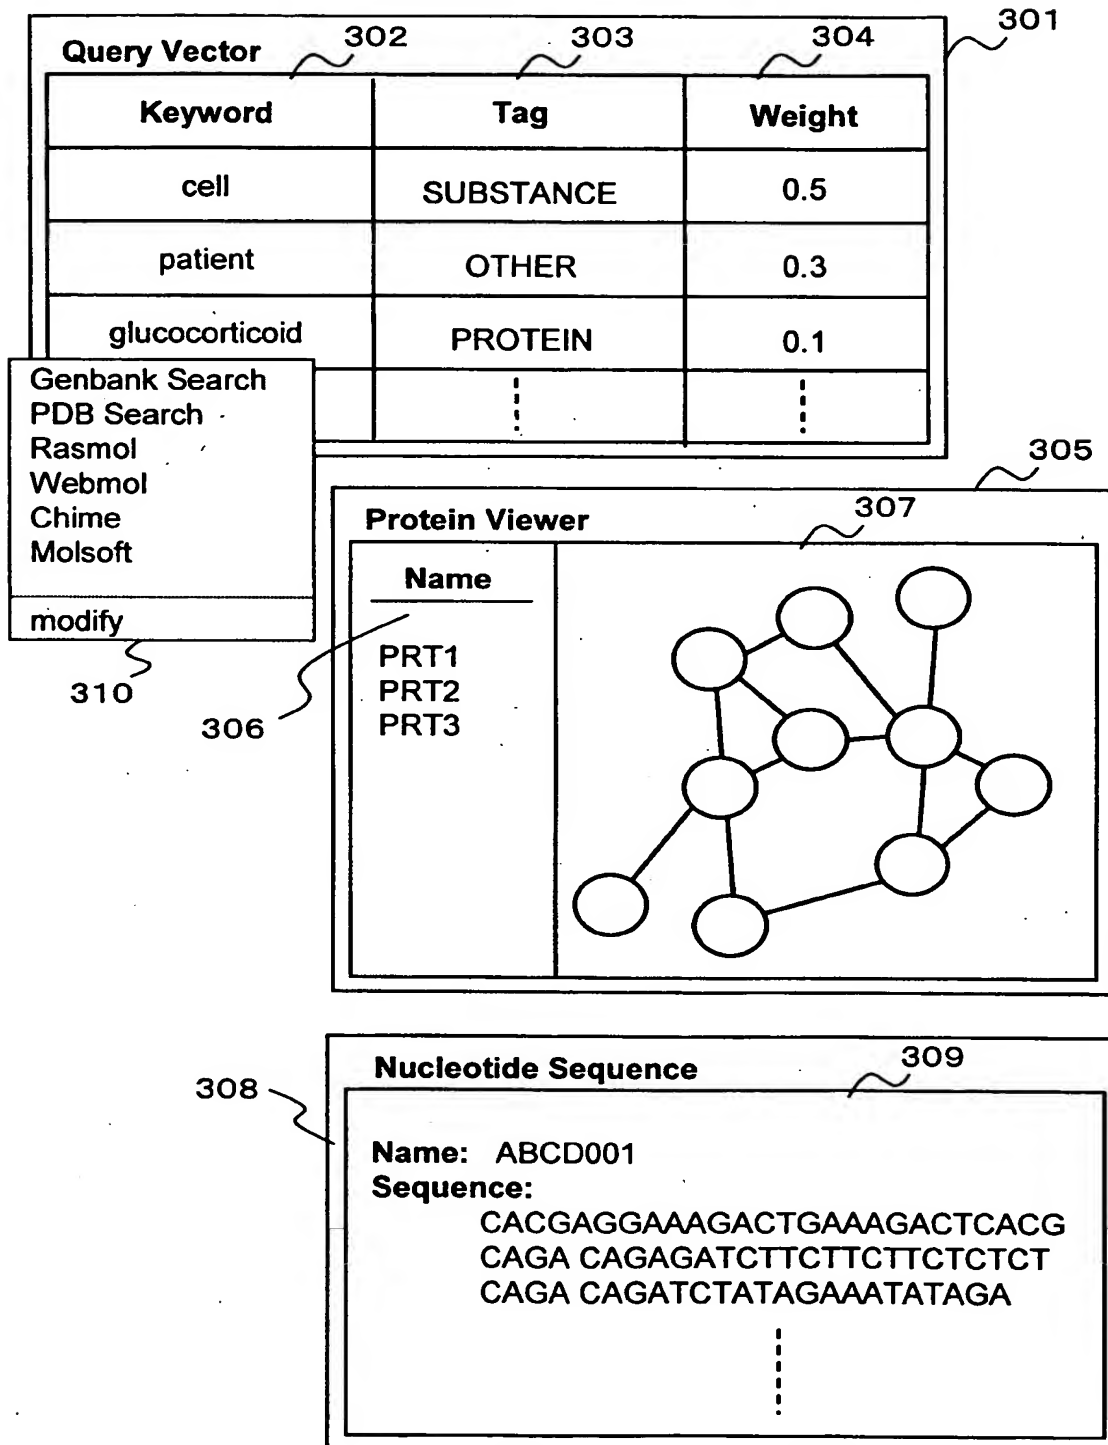 301
Query Vector 302 303 304
Keyword Tag Weight
cell SUBSTANCE 0.5
patient OTHER 0.3
glucocorticoid PROTEIN 0.1
Genbank Search
PDB Search
Rasmol
Webmol
Chime
Molsoft
modify
310
305
Protein Viewer 307
Name
PRT1
PRT2
PRT3
306
308
Nucleotide Sequence 309
Name: ABCD001
Sequence:
CACGAGGAAAGACTGAAAGACTCACG
CAGA CAGAGATCTTCTTCTTCTCTCT
CAGA CAGATCTATAGAAATATAGA